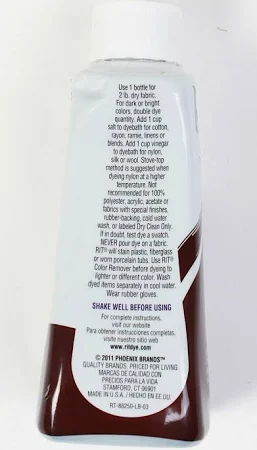 Use 1 bottle for
2 lb. dry fabric.
For dark or bright
colors, double dye
quantity. Add 1 cup
salt to dyebath for cotton,
rayon, ramie, linens or
blends. Add 1 cup vinegar
to dyebath for nylon,
silk or wool. Stove-top
method is suggested when
dyeing nylon at a higher
temperature. Not
recommended for 100%
polyester, acrylic, acetate or
fabrics with special finishes,
rubber-backing, cold water
wash, or labeled Dry Clean Only.
If in doubt, test dye a swatch.
NEVER pour dye on a fabric.
RIT® will stain plastic, fiberglass
or worn porcelain tubs. Use RIT®
Color Remover before dyeing to
lighter or different color. Wash
dyed items separately in cool water.
Wear rubber gloves.
SHAKE WELL BEFORE USING
For complete instructions,
visit our website
Para obtener instrucciones completas,
visite nuestro sitio web
www.ritdye.com
© 2011 PHOENIX BRANDS™
QUALITY BRANDS. PRICED FOR LIVING
MARCAS DE CALIDAD CON
PRECIOS PARA LA VIDA
STAMFORD, CT 06901
MADE IN U.S.A. / HECHO EN EE.UU.
RT-88250-LB-03